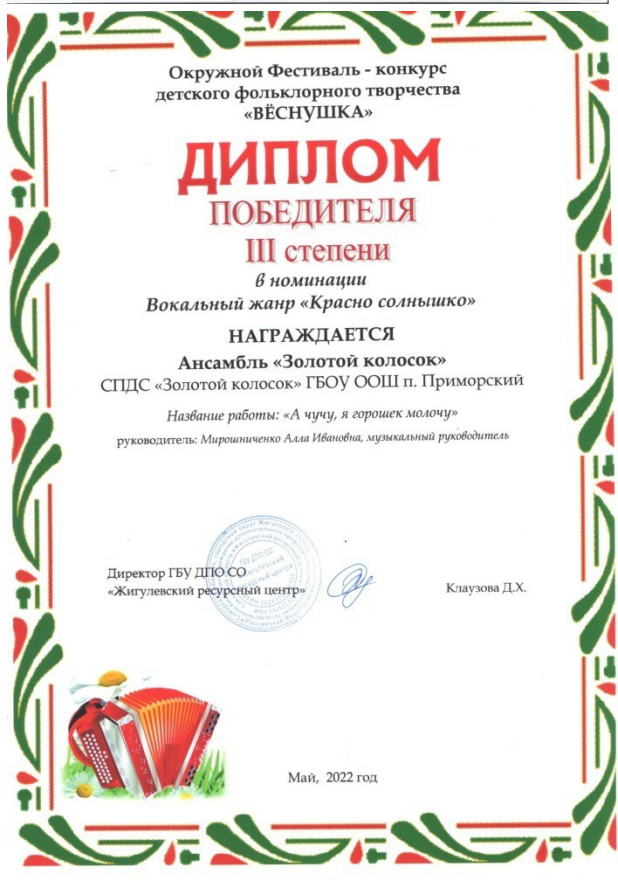 Окружной Фестиваль - конкурс
детского фольклорного творчества
«ВЁСНУШКА»
ДИПЛОМ
ПОБЕДИТЕЛЯ
III степени
в номинации
Вокальный жанр «Красно солнышко»
НАГРАЖДАЕТСЯ
Ансамбль «Золотой колосок»
СПДС «Золотой колосок» ГБОУ ООШ п. Приморский
Название работы: «А чучу, я горошек молочу»
руководитель: Мирошниченко Алла Ивановна, музыкальный руководитель
Директор ГБУ ДПО СО
«Жигулевский ресурсный центр»
Клаузова Д.Х.
Май, 2022 год